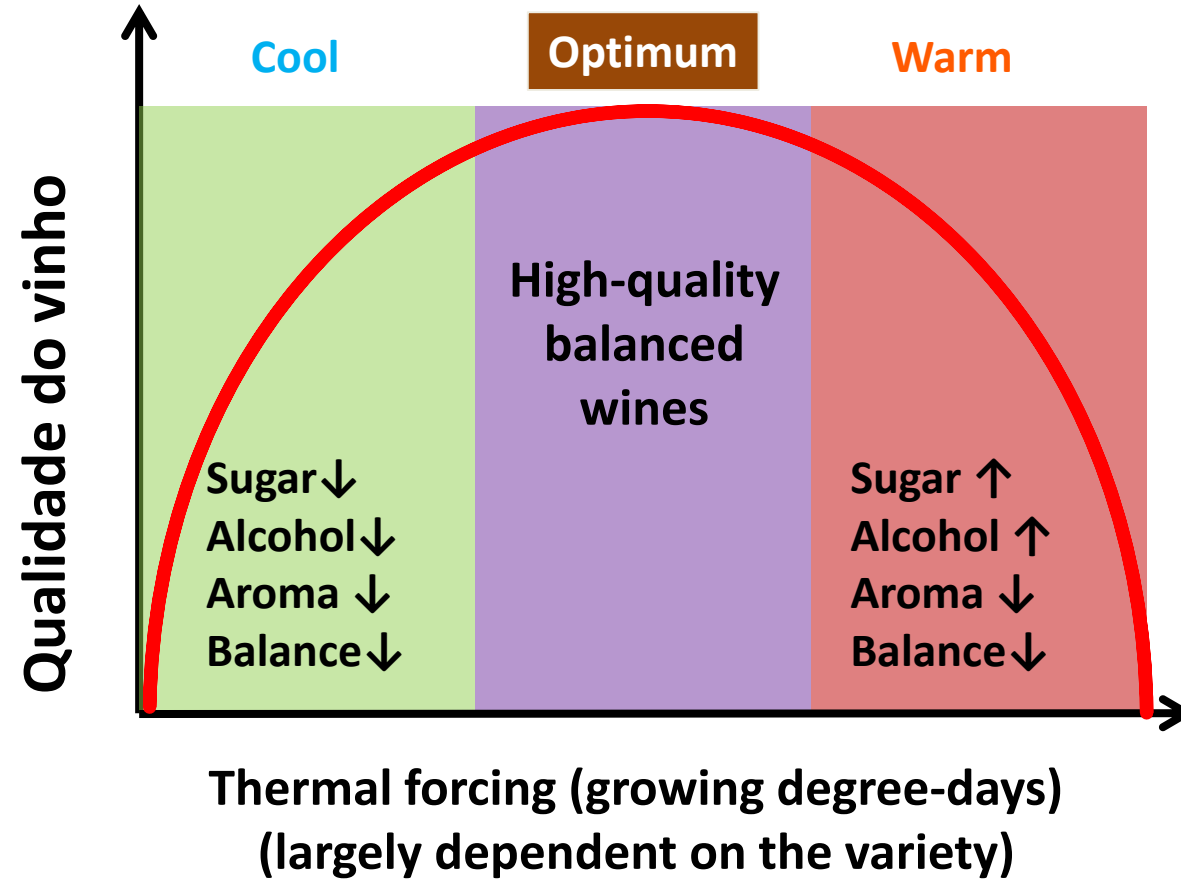 Cool
Optimum
Warm
Qualidade do vinho
High-quality
balanced
wines
Sugar↓
Alcohol↓
Aroma ↓
Balance↓
Sugar ↑
Alcohol ↑
Aroma ↓
Balance↓
Thermal forcing (growing degree-days)
(largely dependent on the variety)